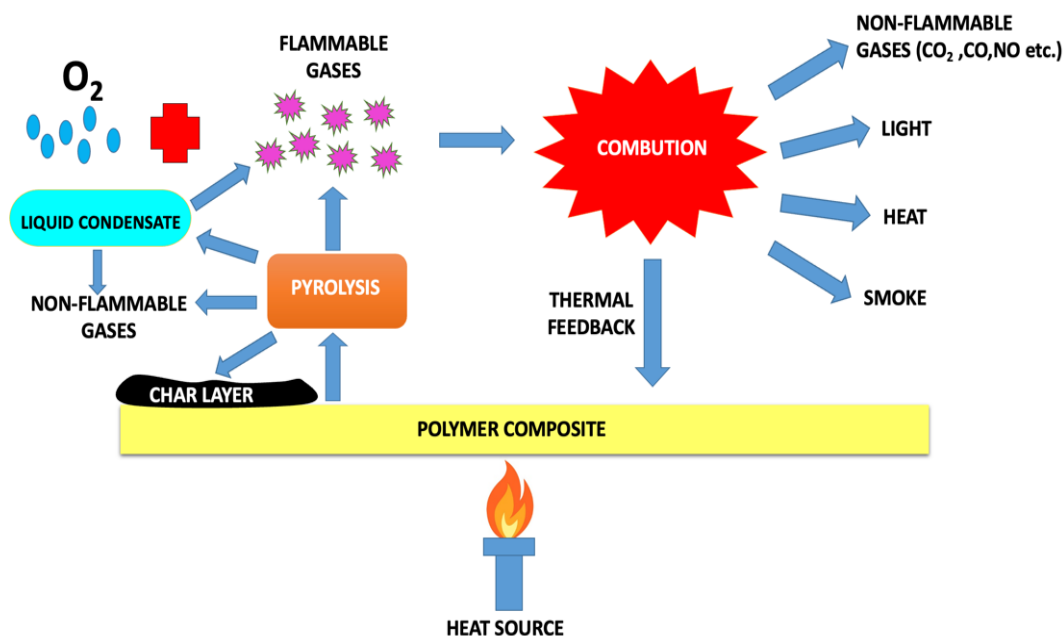 NON-FLAMMABLE
GASES (CO₂ ,CO,NO etc.)
FLAMMABLE
GASES
O₂
LIGHT
COMBUTION
LIQUID CONDENSATE
HEAT
PYROLYSIS
NON-FLAMMABLE
GASES
THERMAL
FEEDBACK
SMOKE
CHAR LAYER
POLYMER COMPOSITE
HEAT SOURCE